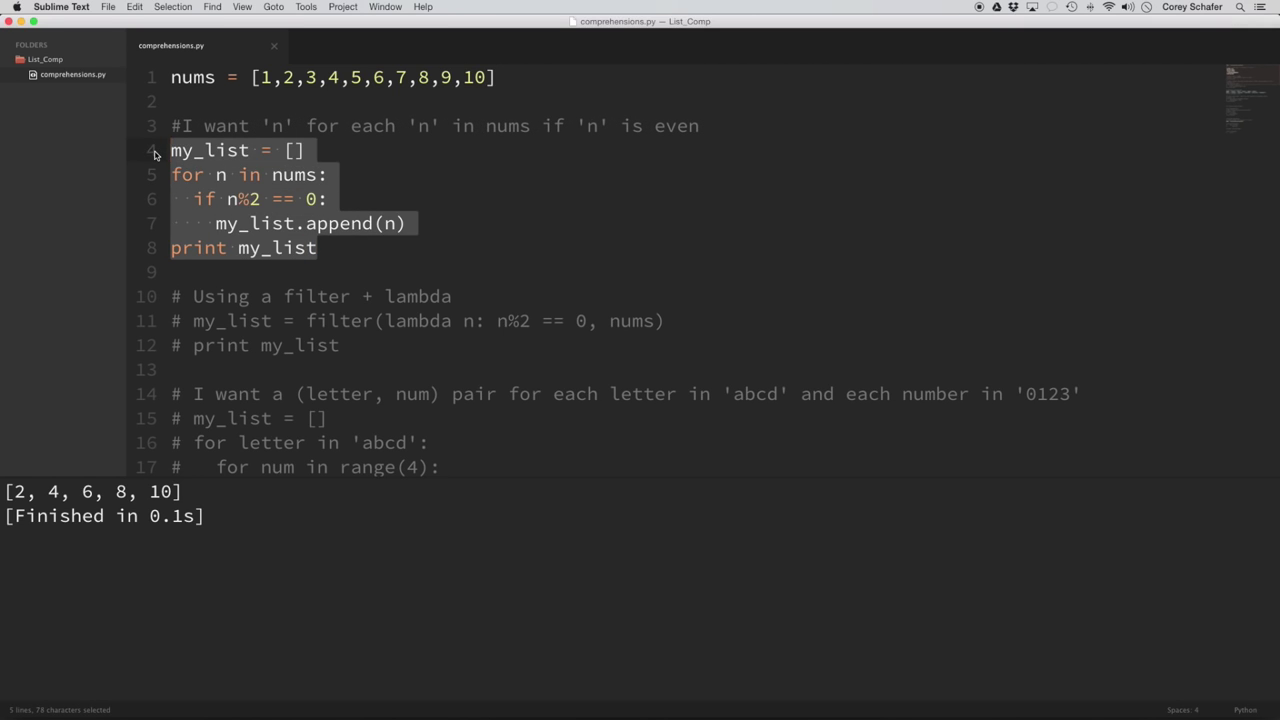 Sublime Text File Edit Selection Find View Goto Tools Project Window Help Corey Schafer
comprehensions.py — List_Comp
FOLDERS
List_Comp
comprehensions.py
comprehensions.py
1 nums = [1,2,3,4,5,6,7,8,9,10]
2
3 #I want 'n' for each 'n' in nums if 'n' is even
4 my_list = []
5 for n in nums:
6 if n%2 == 0:
7 my_list.append(n)
8 print my_list
9
10 # Using a filter + lambda
11 # my_list = filter(lambda n: n%2 == 0, nums)
12 # print my_list
13
14 # I want a (letter, num) pair for each letter in 'abcd' and each number in '0123'
15 # my_list = []
16 # for letter in 'abcd':
17 # for num in range(4):
[2, 4, 6, 8, 10]
[Finished in 0.1s]
5 lines, 78 characters selected Spaces: 4 Python